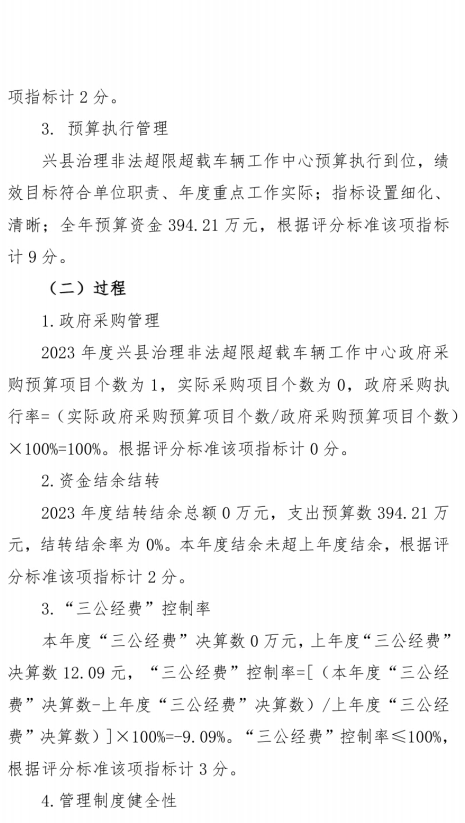 项指标计 2 分。
3. 预算执行管理
兴县治理非法超限超载车辆工作中心预算执行到位，绩
效目标符合单位职责、年度重点工作实际；指标设置细化、
清晰；全年预算资金 394.21 万元，根据评分标准该项指标
计 9 分。
（二）过程
1.政府采购管理
2023 年度兴县治理非法超限超载车辆工作中心政府采
购预算项目个数为 1，实际采购项目个数为 0，政府采购执
行率=（实际政府采购预算项目个数/政府采购预算项目个数）
×100%=100%。根据评分标准该项指标计 0 分。
2.资金结余结转
2023 年度结转结余总额 0 万元，支出预算数 394.21 万
元，结转结余率为 0%。本年度结余未超上年度结余，根据评
分标准该项指标计 2 分。
3.“三公经费”控制率
本年度“三公经费”决算数 0 万元，上年度“三公经费”
决算数 12.09 元，“三公经费”控制率=[（本年度“三公经
费”决算数-上年度“三公经费”决算数）/上年度“三公经
费”决算数）]×100%=-9.09%。“三公经费”控制率≤100%，
根据评分标准该项指标计 3 分。
4.管理制度健全性